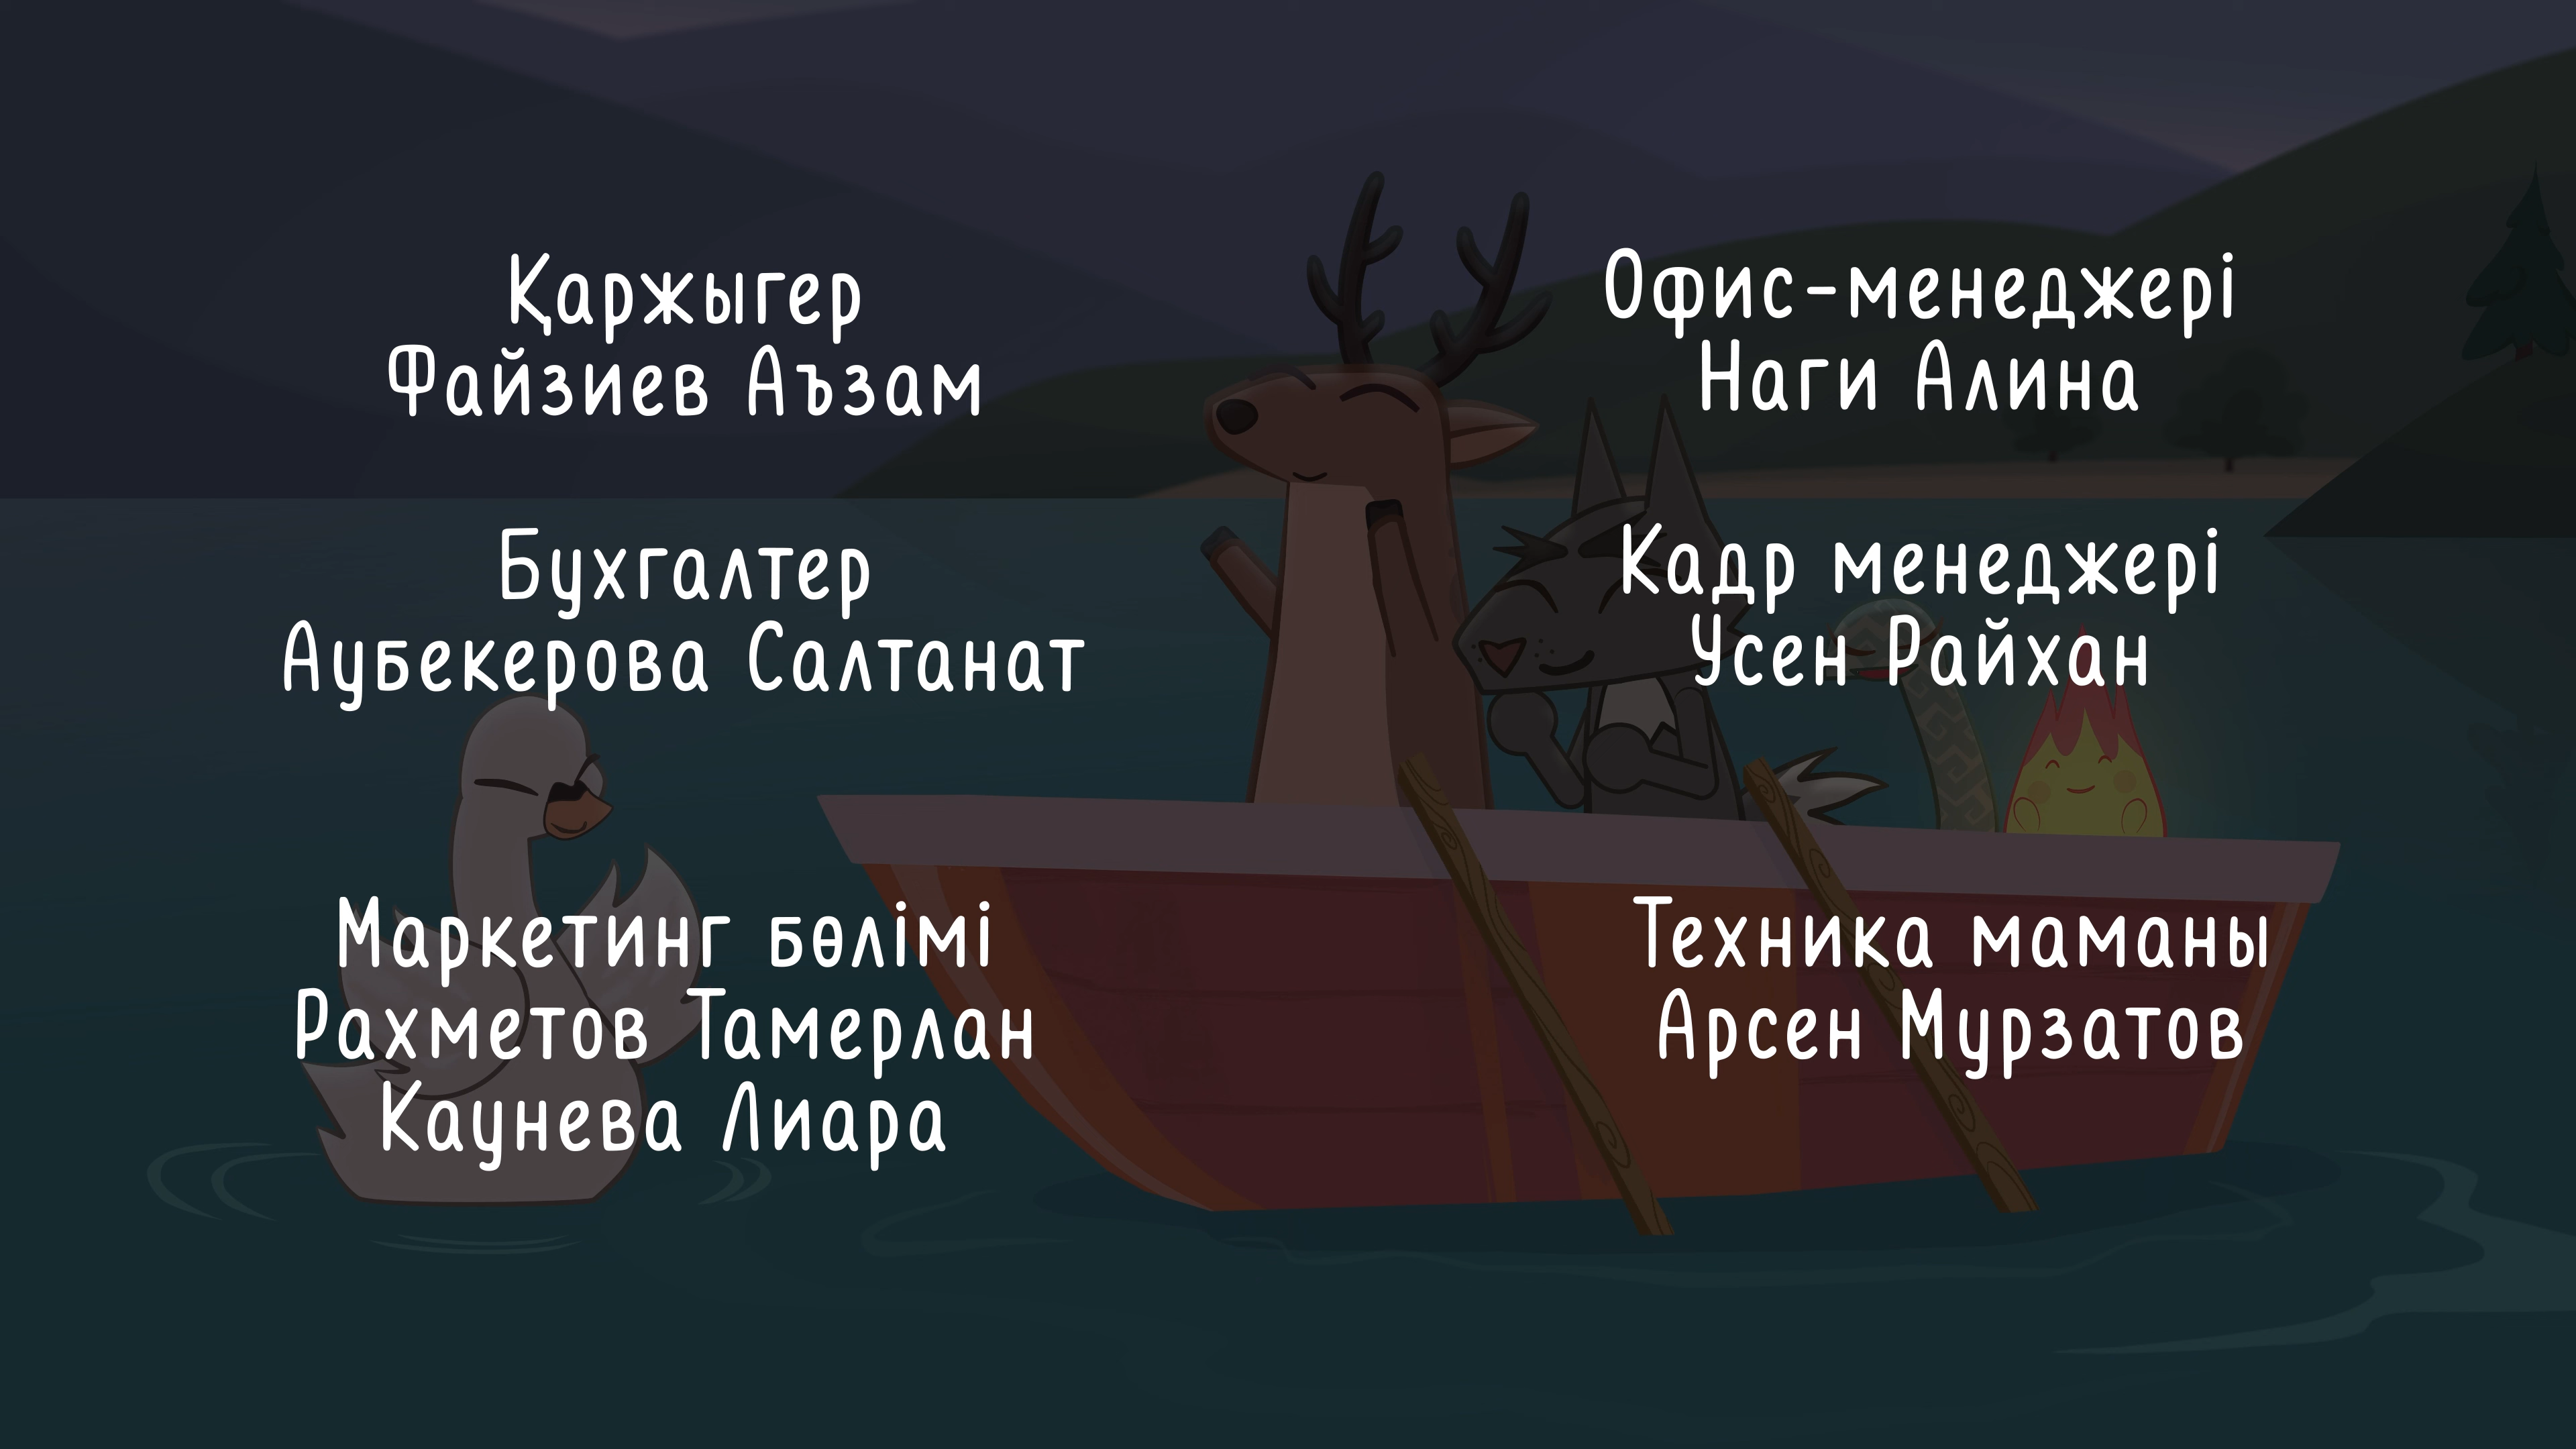 Қаржыгер
Файзиев Аъзам
Бухгалтер
Аубекерова Салтанат
Маркетинг бөлімі
Рахметов Тамерлан
Каунева Лиара
Офис-менеджері
Наги Алина
Кадр менеджері
Усен Райхан
Техника маманы
Арсен Мурзатов